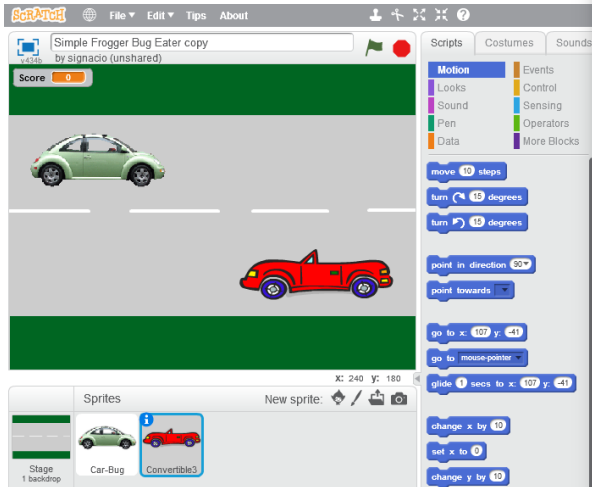 SCRATCH File Edit Tips About
Simple Frogger Bug Eater copy
v434b by signacio (unshared)
Score 0
X: 240 y: 180
Sprites New sprite:
Stage
1 backdrop
Car-Bug
Convertible3
Scripts Costumes Sounds
Motion Events
Looks Control
Sound Sensing
Pen Operators
Data More Blocks
move 10 steps
turn 15 degrees
turn 15 degrees
point in direction 90
point towards
go to x: 107 y: -41
go to mouse-pointer
glide 1 secs to x: 107 y: -41
change x by 10
set x to 0
change y by 10